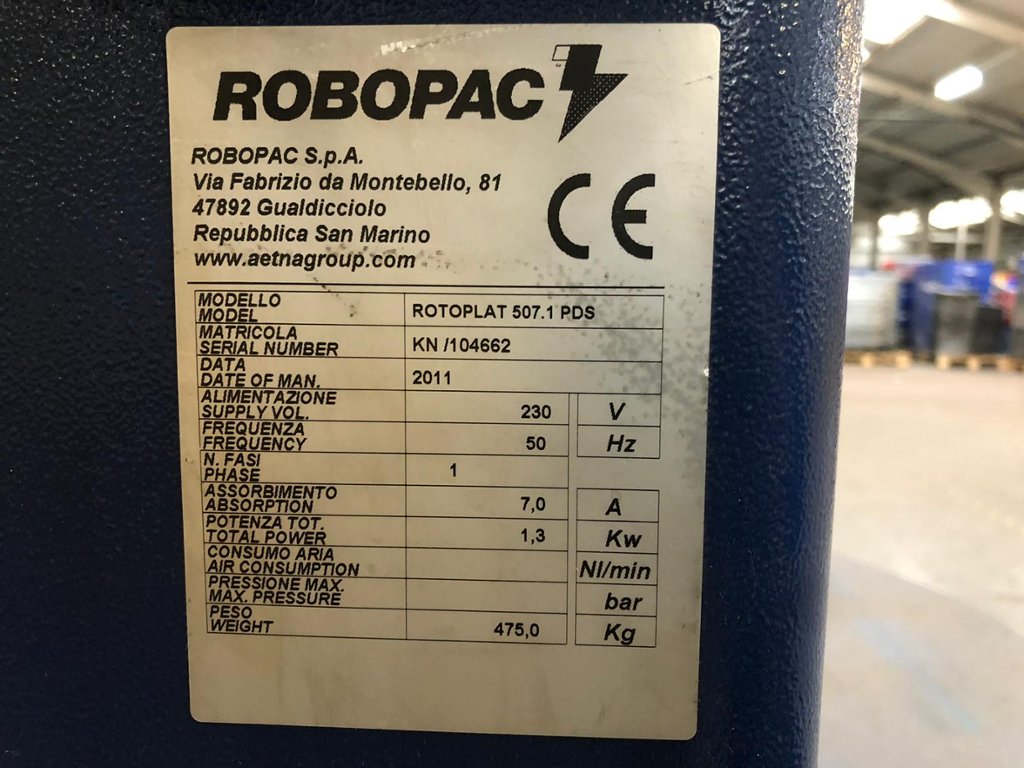 ROBOPAC
ROBOPAC S.p.A.
Via Fabrizio da Montebello, 81
47892 Gualdicciolo
Repubblica San Marino
www.aetnagroup.com
CE
MODELLO
MODEL ROTOPLAT 507.1 PDS
MATRICOLA
SERIAL NUMBER KN /104662
DATA
DATE OF MAN. 2011
ALIMENTAZIONE
SUPPLY VOL. 230 V
FREQUENZA
FREQUENCY 50 Hz
N. FASI
PHASE 1
ASSORBIMENTO
ABSORPTION 7,0 A
POTENZA TOT.
TOTAL POWER 1,3 Kw
CONSUMO ARIA
AIR CONSUMPTION Nl/min
PRESSIONE MAX.
MAX. PRESSURE bar
PESO
WEIGHT 475,0 Kg